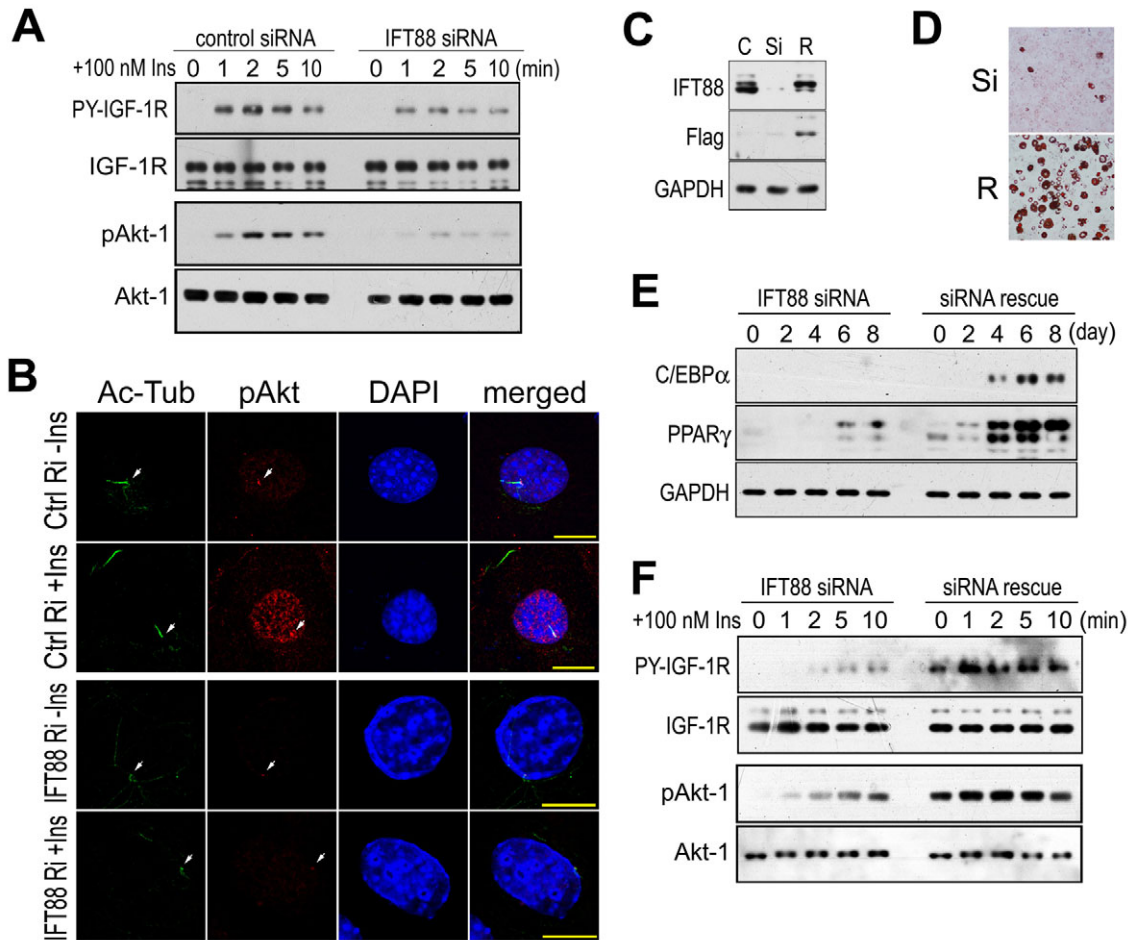 A
control siRNA IFT88 siRNA
+100 nM Ins 0 1 2 5 10 0 1 2 5 10 (min)
PY-IGF-1R
IGF-1R
pAkt-1
Akt-1
B
Ac-Tub pAkt DAPI merged
Ctrl Ri -Ins
Ctrl Ri +Ins
IFT88 Ri -Ins
IFT88 Ri +Ins
C
C Si R
IFT88
Flag
GAPDH
D
Si
R
E
IFT88 siRNA siRNA rescue
0 2 4 6 8 0 2 4 6 8 (day)
C/EBPα
PPARγ
GAPDH
F
IFT88 siRNA siRNA rescue
+100 nM Ins 0 1 2 5 10 0 1 2 5 10 (min)
PY-IGF-1R
IGF-1R
pAkt-1
Akt-1